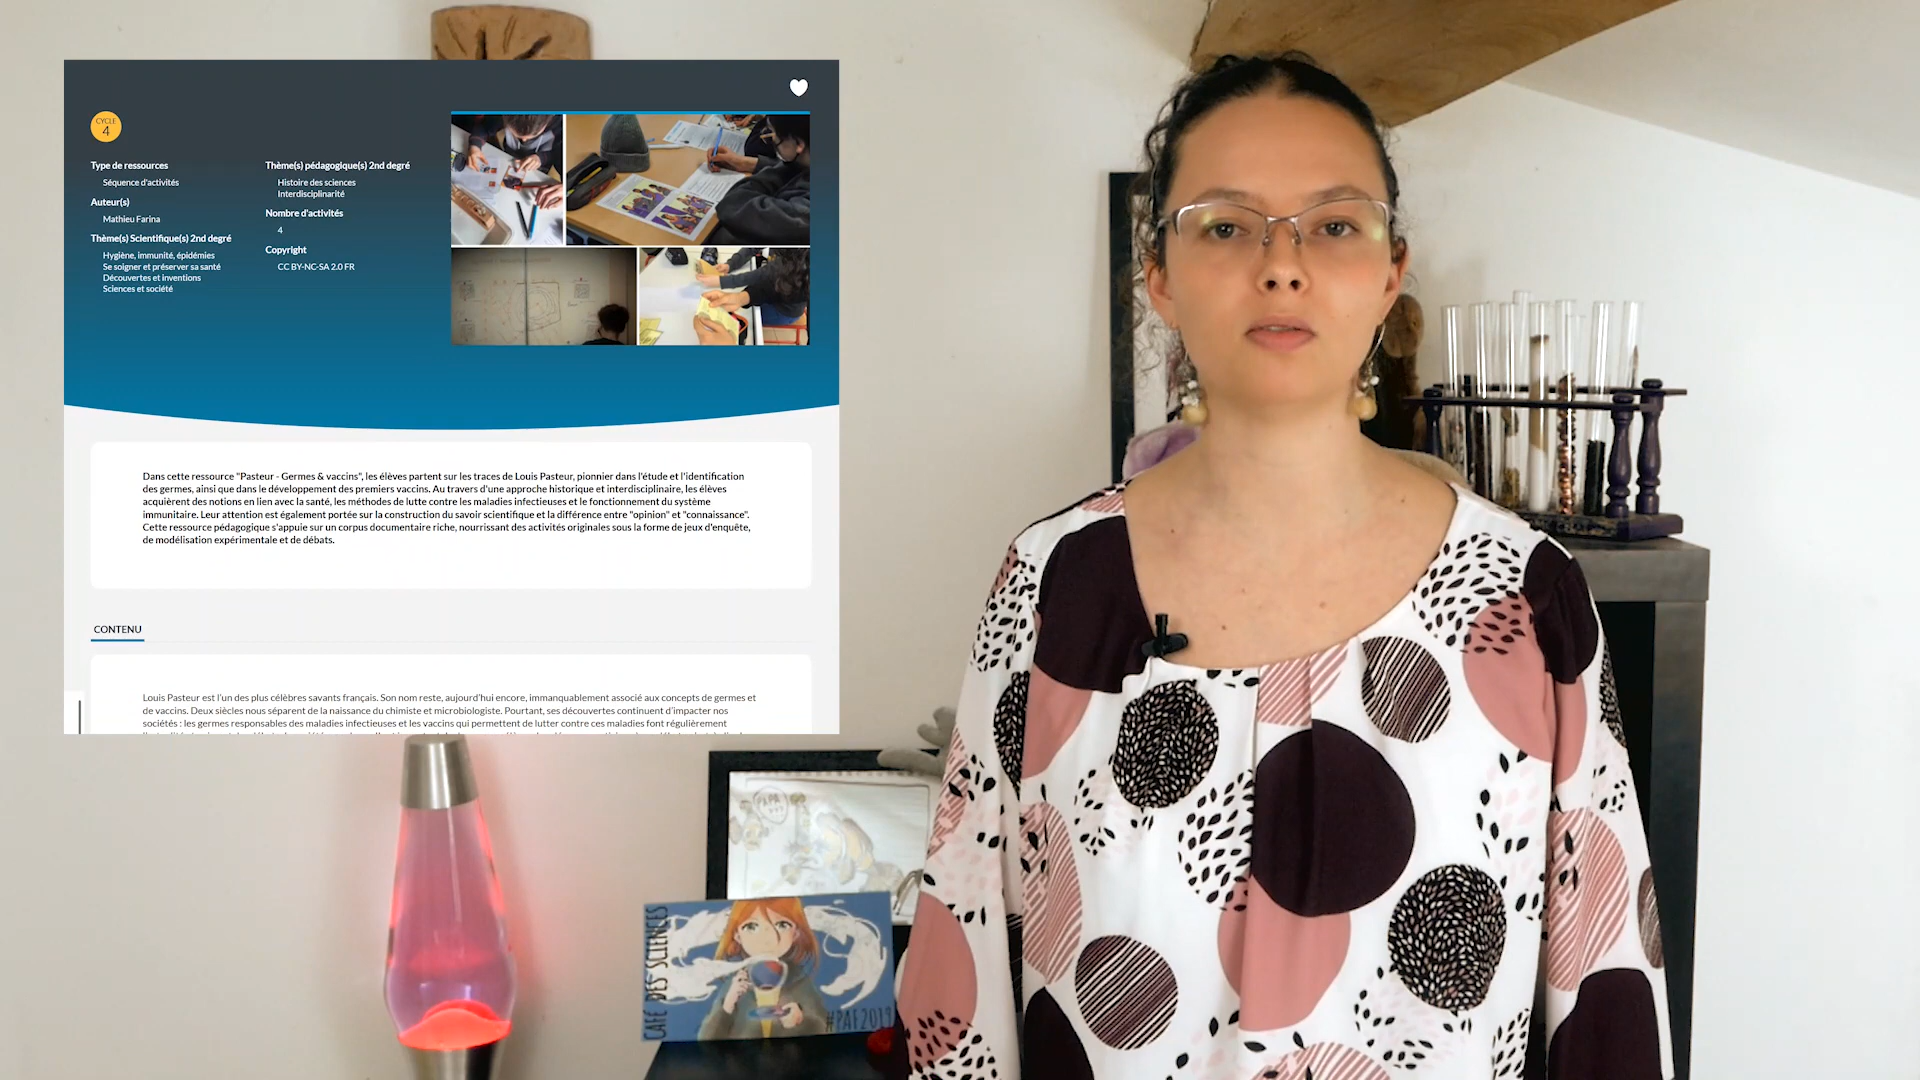 CYCLE
4
Type de ressources
Séquence d'activités
Auteur(s)
Mathieu Farina
Thème(s) Scientifique(s) 2nd degré
Hygiène, immunité, épidémies
Se soigner et préserver sa santé
Découvertes et inventions
Sciences et société
Thème(s) pédagogique(s) 2nd degré
Histoire des sciences
Interdisciplinarité
Nombre d'activités
4
Copyright
CC BY-NC-SA 2.0 FR
Dans cette ressource "Pasteur - Germes & vaccins", les élèves partent sur les traces de Louis Pasteur, pionnier dans l'étude et l'identification
des germes, ainsi que dans le développement des premiers vaccins. Au travers d'une approche historique et interdisciplinaire, les élèves
acquièrent des notions en lien avec la santé, les méthodes de lutte contre les maladies infectieuses et le fonctionnement du système
immunitaire. Leur attention est également portée sur la construction du savoir scientifique et la différence entre "opinion" et "connaissance".
Cette ressource pédagogique s'appuie sur un corpus documentaire riche, nourrissant des activités originales sous la forme de jeux d'enquête,
de modélisation expérimentale et de débats.
CONTENU
Louis Pasteur est l'un des plus célèbres savants français. Son nom reste, aujourd'hui encore, immanquablement associé aux concepts de germes et
de vaccins. Deux siècles nous séparent de la naissance du chimiste et microbiologiste. Pourtant, ses découvertes continuent d'impacter nos
sociétés : les germes responsables des maladies infectieuses et les vaccins qui permettent de lutter contre ces maladies font régulièrement
PAPA
CAFÉ DES SCIENCES
#PAF2019